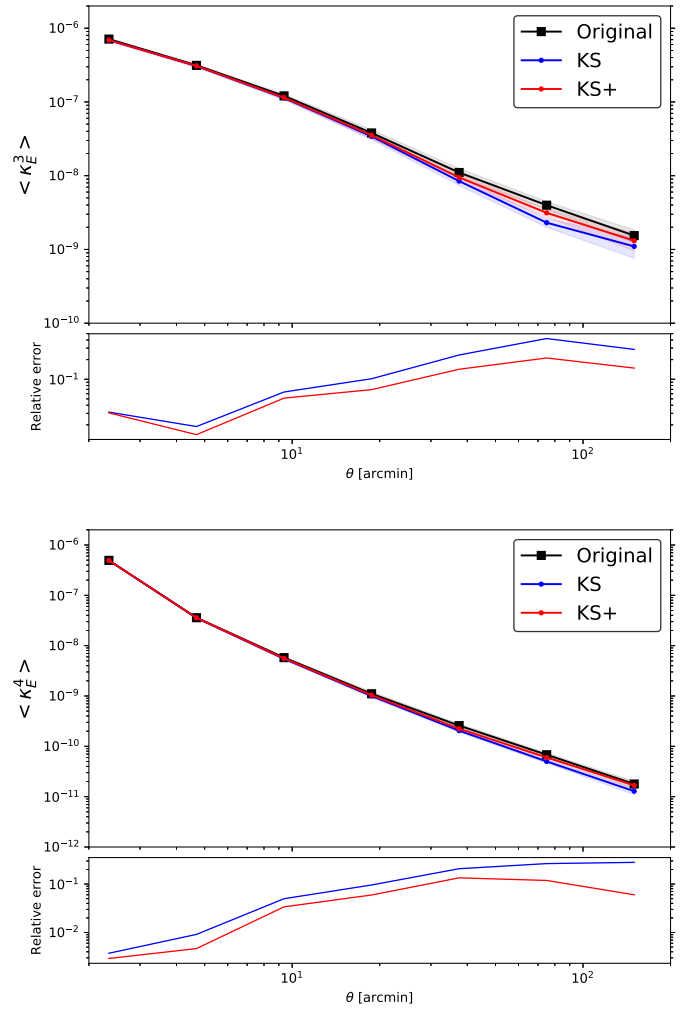 10⁻⁶
10⁻⁷
10⁻⁸
10⁻⁹
10⁻¹⁰
< κ_E^3 >
Original
KS
KS+
10⁻¹
Relative error
10¹
10²
θ [arcmin]
10⁻⁶
10⁻⁷
10⁻⁸
10⁻⁹
10⁻¹⁰
10⁻¹¹
10⁻¹²
< κ_E^4 >
Original
KS
KS+
10⁻¹
10⁻²
Relative error
10¹
10²
θ [arcmin]